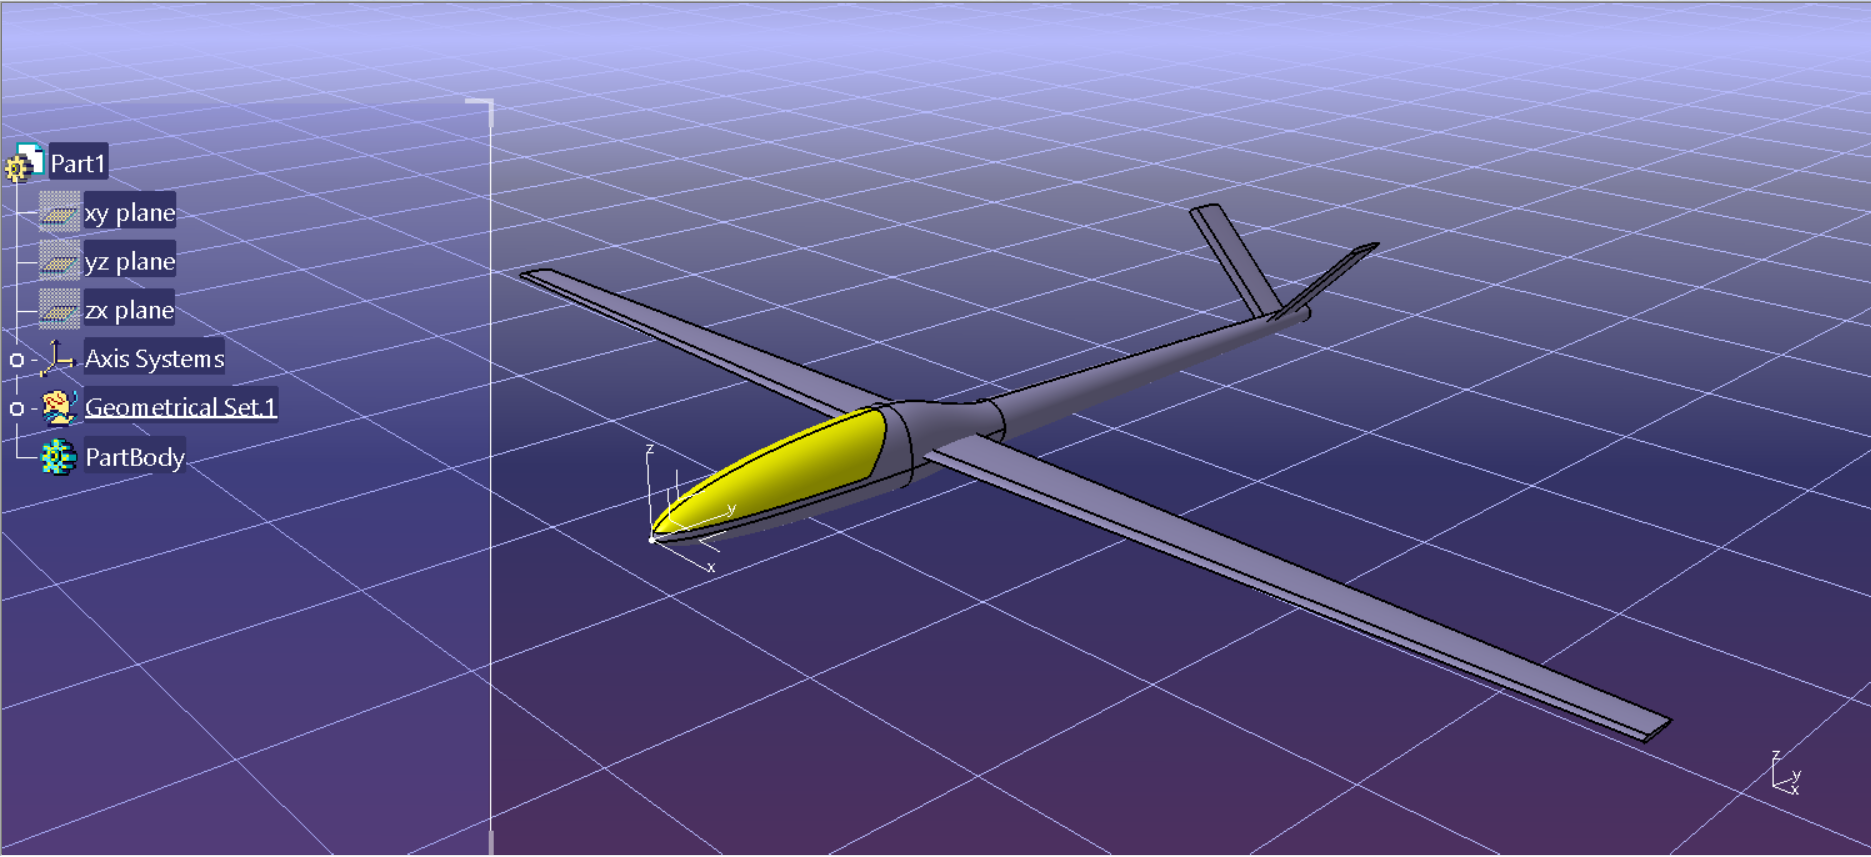 Part1
xy plane
yz plane
zx plane
Axis Systems
Geometrical Set.1
PartBody
z
y
x
z
y
x